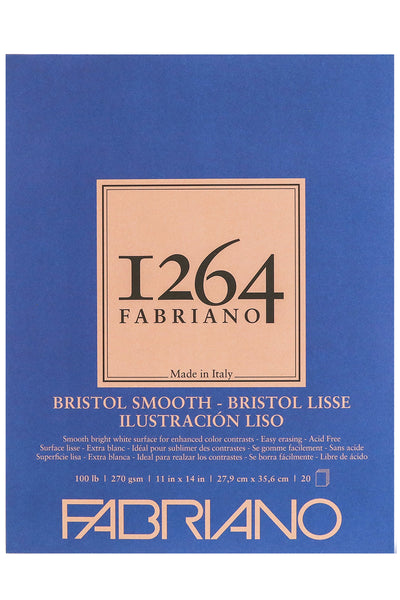 1264
FABRIANO
Made in Italy
BRISTOL SMOOTH - BRISTOL LISSE
ILUSTRACIÓN LISO
Smooth bright white surface for enhanced color contrasts - Easy erasing - Acid Free
Surface lisse - Extra blanc - Idéal pour sublimer des contrastes - Se gomme facilement - Sans acide
Superficie lisa - Extra blanca - Ideal para realzar los contrastes - Se borra fácilmente - Libre de ácido
100 lb | 270 gsm | 11 in x 14 in | 27,9 cm x 35,6 cm | 20
FABRIANO